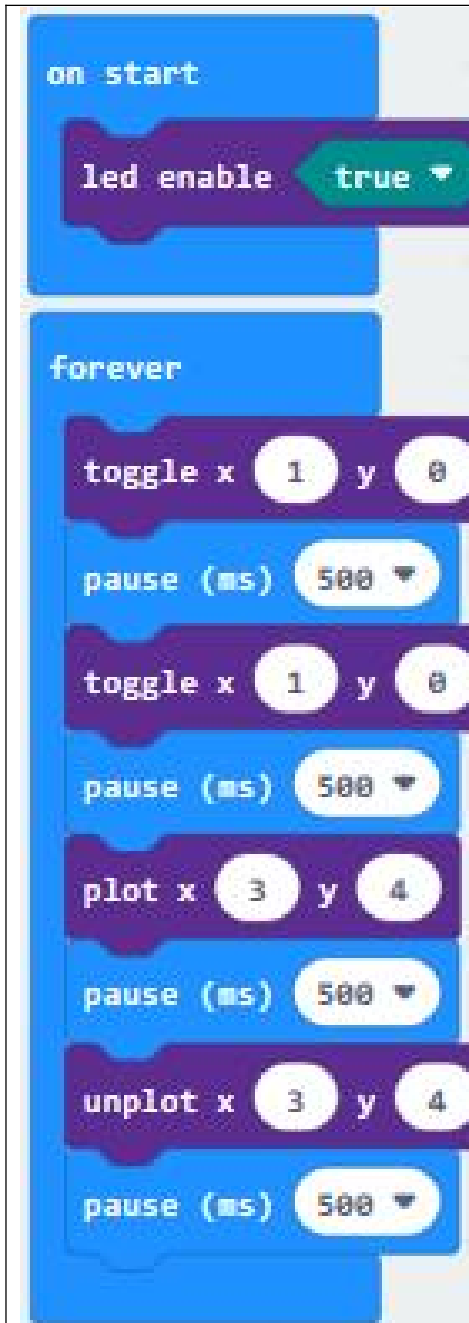 on start
led enable true
forever
toggle x 1 y 0
pause (ms) 500
toggle x 1 y 0
pause (ms) 500
plot x 3 y 4
pause (ms) 500
unplot x 3 y 4
pause (ms) 500